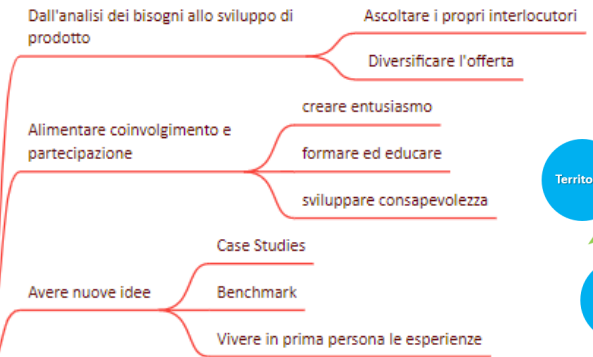 Dall'analisi dei bisogni allo sviluppo di
prodotto
Ascoltare i propri interlocutori
Diversificare l'offerta
Alimentare coinvolgimento e
partecipazione
creare entusiasmo
formare ed educare
sviluppare consapevolezza
Avere nuove idee
Case Studies
Benchmark
Vivere in prima persona le esperienze